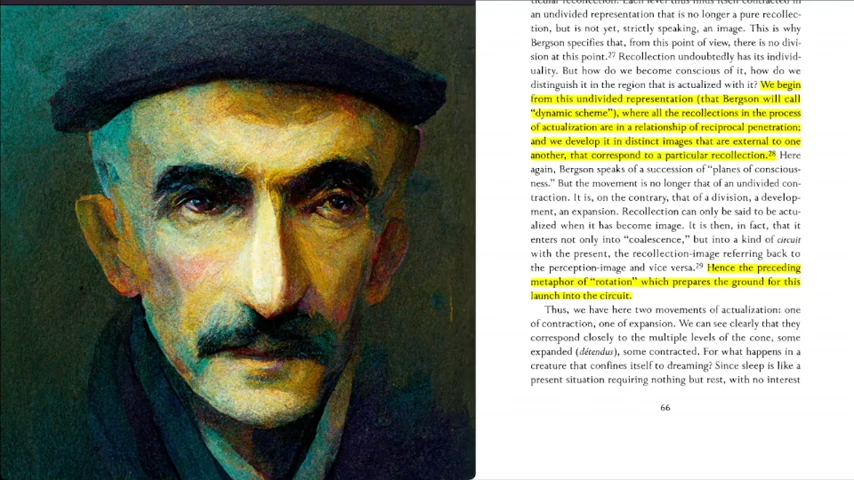 ticular recollection. Each level thus finds itself contracted in
an undivided representation that is no longer a pure recollec-
tion, but is not yet, strictly speaking, an image. This is why
Bergson specifies that, from this point of view, there is no divi-
sion at this point.27 Recollection undoubtedly has its individ-
uality. But how do we become conscious of it, how do we
distinguish it in the region that is actualized with it? We begin
from this undivided representation (that Bergson will call
“dynamic scheme”), where all the recollections in the process
of actualization are in a relationship of reciprocal penetration;
and we develop it in distinct images that are external to one
another, that correspond to a particular recollection.28 Here
again, Bergson speaks of a succession of “planes of conscious-
ness.” But the movement is no longer that of an undivided con-
traction. It is, on the contrary, that of a division, a develop-
ment, an expansion. Recollection can only be said to be actu-
alized when it has become image. It is then, in fact, that it
enters not only into “coalescence,” but into a kind of circuit
with the present, the recollection-image referring back to
the perception-image and vice versa.29 Hence the preceding
metaphor of “rotation” which prepares the ground for this
launch into the circuit.
Thus, we have here two movements of actualization: one
of contraction, one of expansion. We can see clearly that they
correspond closely to the multiple levels of the cone, some
expanded (détendus), some contracted. For what happens in a
creature that confines itself to dreaming? Since sleep is like a
present situation requiring nothing but rest, with no interest
66